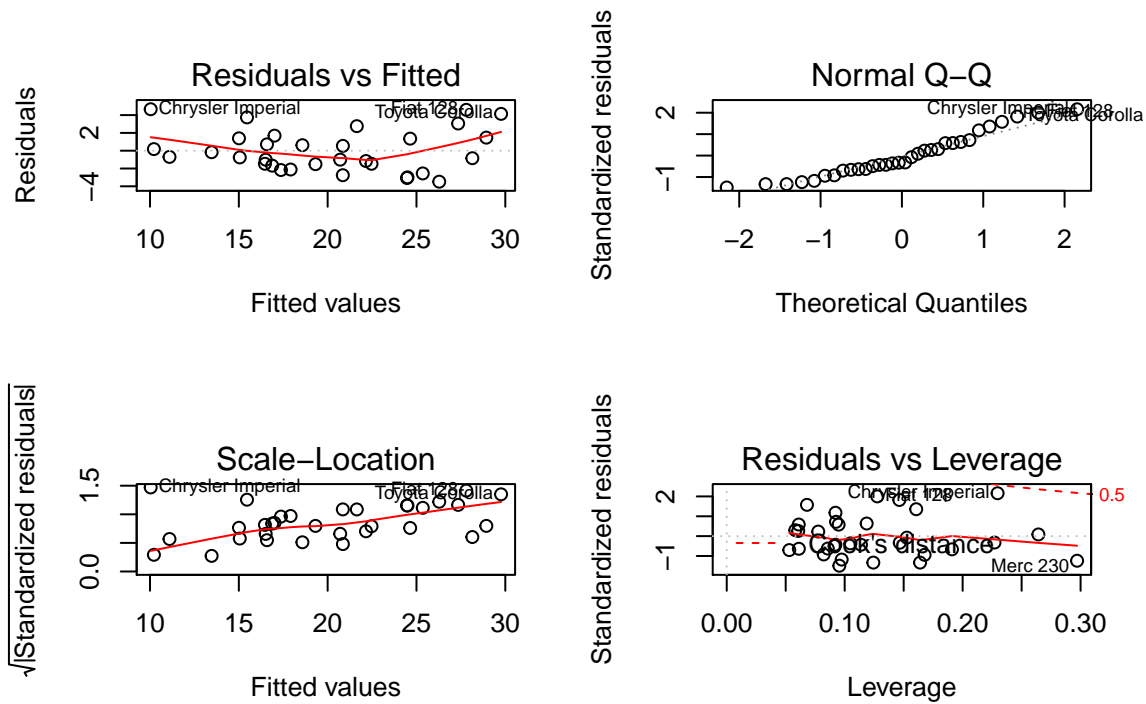 Residuals vs Fitted
Residuals
2
−4
Chrysler Imperial
Fiat 128
Toyota Corolla
10 15 20 25 30
Fitted values
Normal Q−Q
Standardized residuals
2
−1
Chrysler Imperial
Fiat 128
Toyota Corolla
−2 −1 0 1 2
Theoretical Quantiles
Scale−Location
√|Standardized residuals|
1.5
0.0
Chrysler Imperial
Fiat 128
Toyota Corolla
10 15 20 25 30
Fitted values
Residuals vs Leverage
Standardized residuals
2
−1
Chrysler Imperial
Fiat 128
0.5
Cook's distance
Merc 230
0.00 0.10 0.20 0.30
Leverage